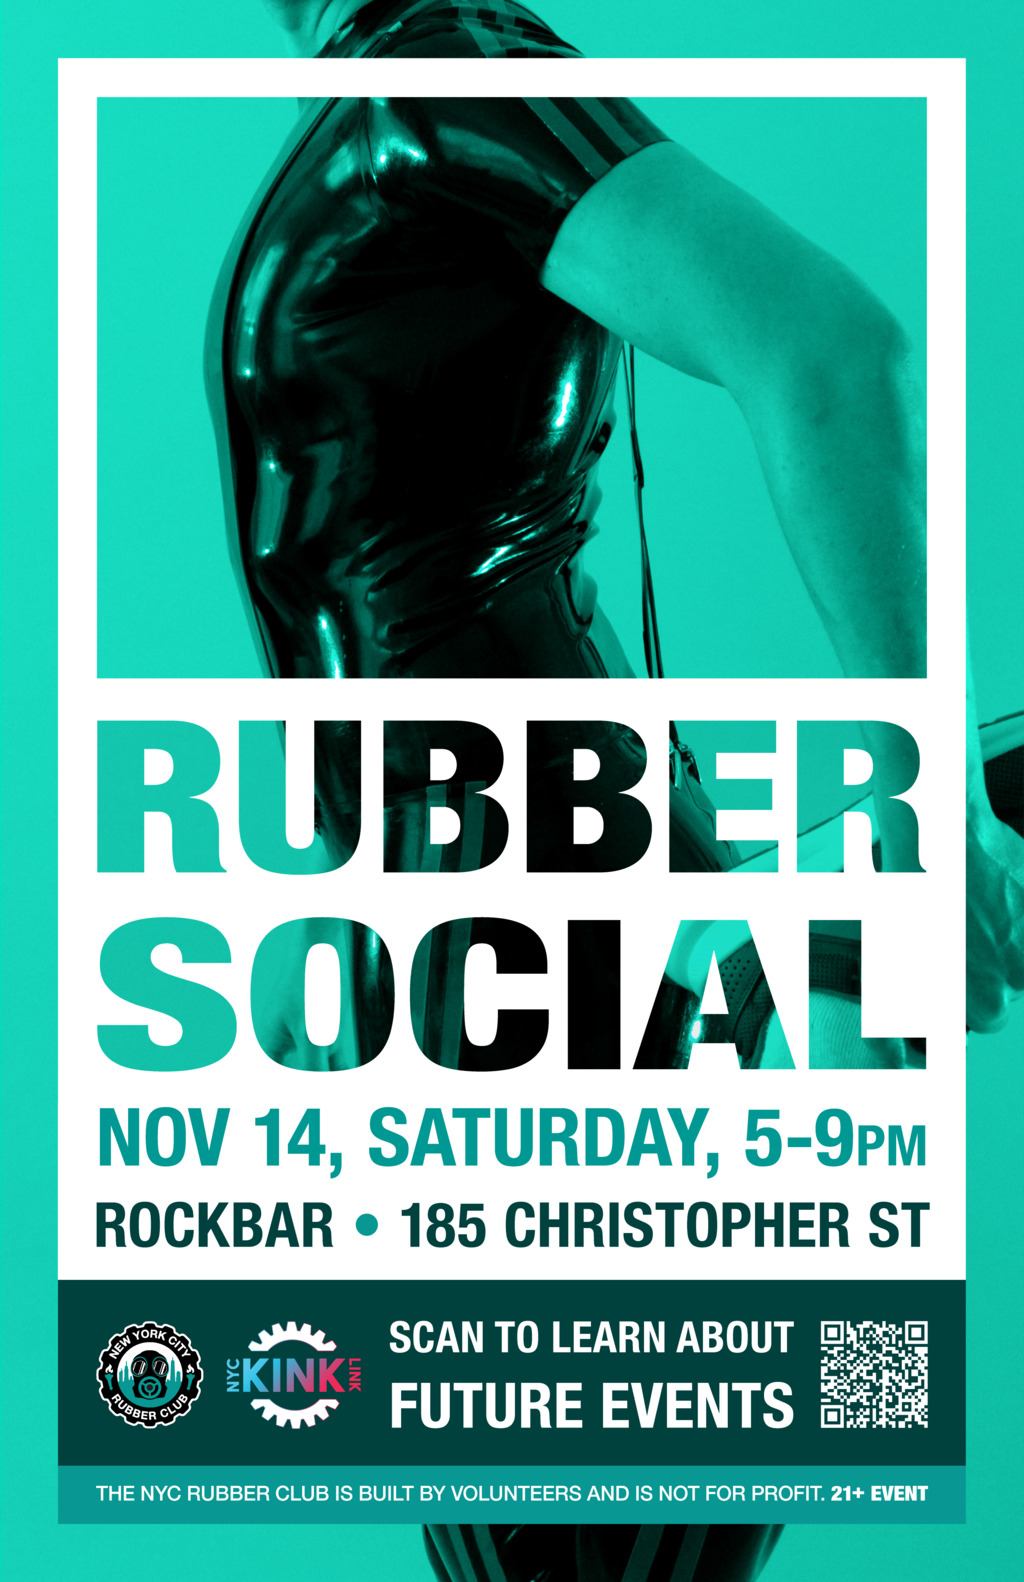 RUBBER
SOCIAL
NOV 14, SATURDAY, 5-9PM
ROCKBAR • 185 CHRISTOPHER ST
NEW YORK CITY
RUBBER CLUB
NYC
KINK
LINK
SCAN TO LEARN ABOUT
FUTURE EVENTS
THE NYC RUBBER CLUB IS BUILT BY VOLUNTEERS AND IS NOT FOR PROFIT. 21+ EVENT